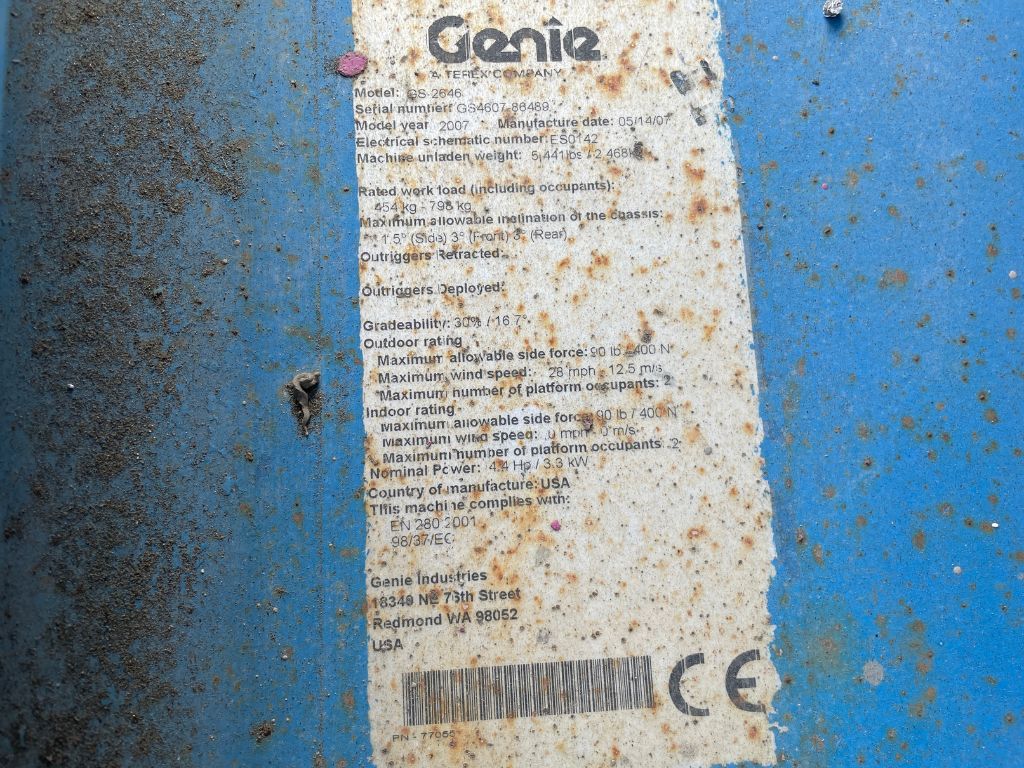 Genie
A TEREX COMPANY
Model: GS-2646
Serial number: GS4607-86489
Model year 2007 Manufacture date: 05/14/07
Electrical schematic number: ES0142
Machine unladen weight: 5,441lbs / 2,468kg
Rated work load (including occupants):
454 kg - 798 kg
Maximum allowable inclination of the chassis:
1.5° (Side) 3° (Front) 3° (Rear)
Outriggers Retracted:
Outriggers Deployed:
Gradeability: 30% / 16.7°
Outdoor rating
Maximum allowable side force: 90 lb / 400 N
Maximum wind speed: 28 mph - 12.5 m/s
Maximum number of platform occupants: 2
Indoor rating
Maximum allowable side force: 90 lb / 400 N
Maximum wind speed: 0 mph - 0 m/s
Maximum number of platform occupants: 2
Nominal Power: 4.4 Hp / 3.3 kW
Country of manufacture: USA
This machine complies with:
EN 280:2001
98/37/EC
Genie Industries
18340 NE 76th Street
Redmond WA 98052
USA
CE
PN -